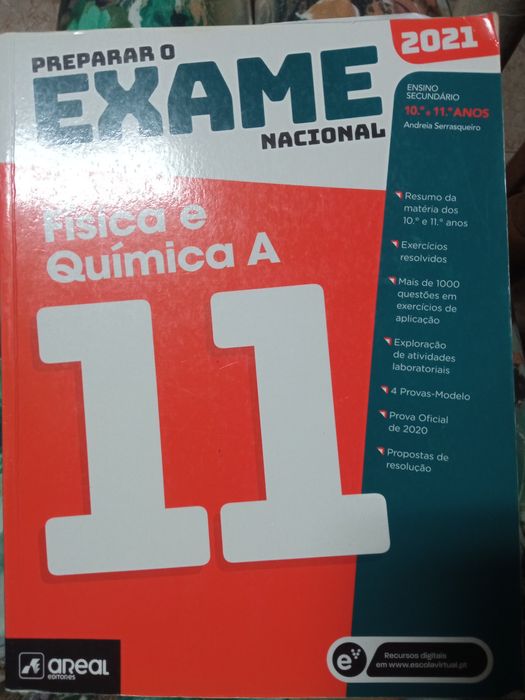 PREPARAR O
EXAME
NACIONAL
2021
ENSINO
SECUNDÁRIO
10.º e 11.º ANOS
Andreia Serrasqueiro
Física e
Química A
11
Resumo da
matéria dos
10.º e 11.º anos
Exercícios
resolvidos
Mais de 1000
questões em
exercícios de
aplicação
Exploração
de atividades
laboratoriais
4 Provas-Modelo
Prova Oficial
de 2020
Propostas de
resolução
areal
EDITORES
ev
Recursos digitais
em www.escolavirtual.pt